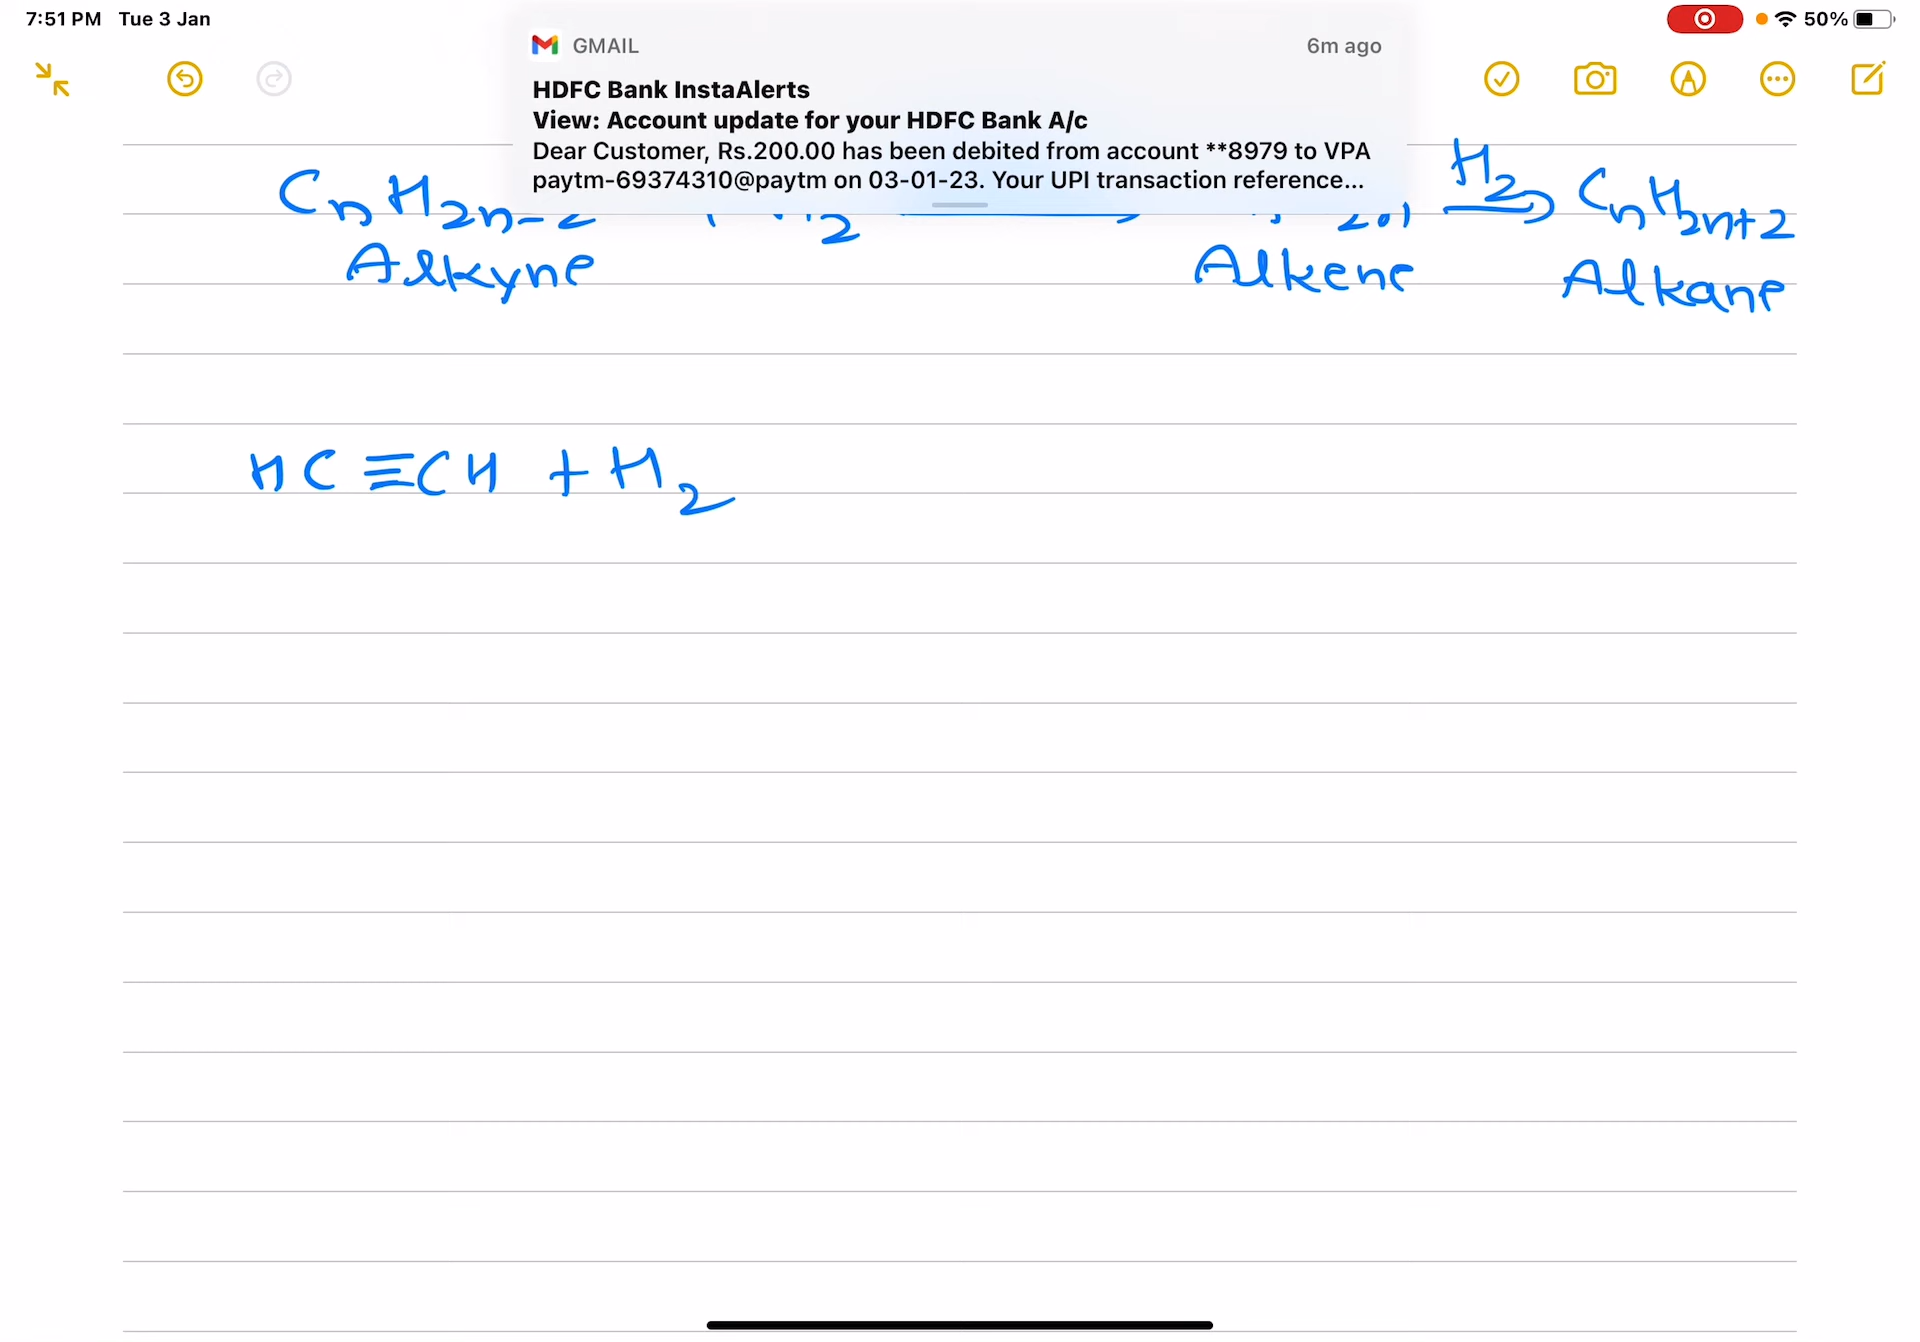 7:51 PM Tue 3 Jan
50%
GMAIL 6m ago
HDFC Bank InstaAlerts
View: Account update for your HDFC Bank A/c
Dear Customer, Rs.200.00 has been debited from account **8979 to VPA
paytm-69374310@paytm on 03-01-23. Your UPI transaction reference...
CnH2n-2 H2 CnH2n+2
Alkyne Alkene Alkane
HC≡CH + H2